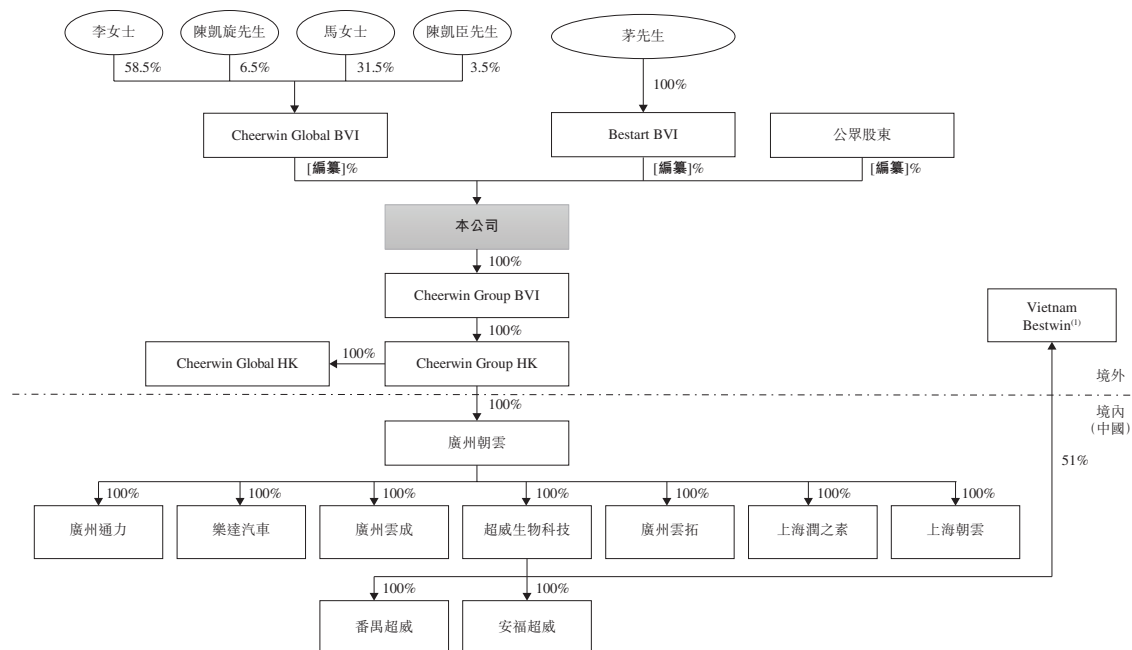 李女士
陳凱旋先生
馬女士
陳凱臣先生
茅先生
58.5%
6.5%
31.5%
3.5%
100%
Cheerwin Global BVI
Bestart BVI
公眾股東
[編纂]%
[編纂]%
[編纂]%
本公司
100%
Cheerwin Group BVI
Vietnam
Bestwin(1)
100%
Cheerwin Global HK
100%
Cheerwin Group HK
境外
100%
境內
(中國)
廣州朝雲
51%
100%
100%
100%
100%
100%
100%
100%
廣州通力
樂達汽車
廣州雲成
超威生物科技
廣州雲拓
上海潤之素
上海朝雲
100%
100%
番禺超威
安福超威